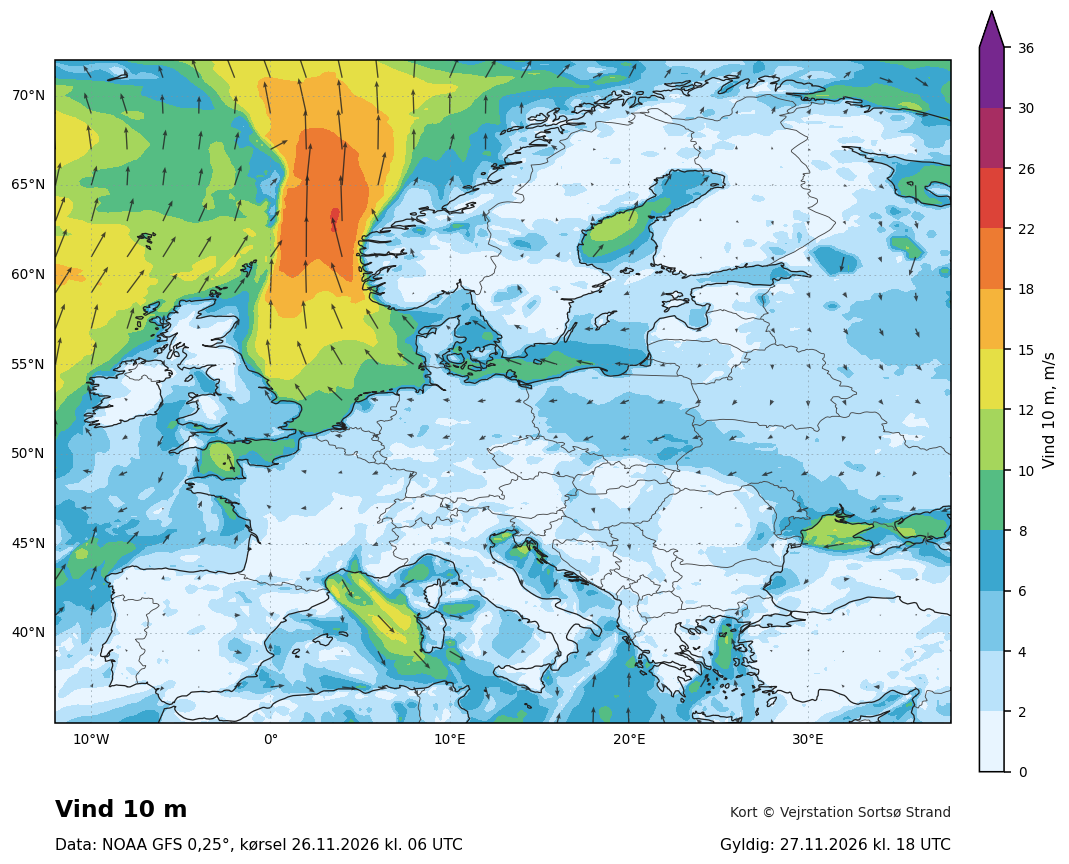 36
30
26
22
18
15
12
10
8
6
4
2
0
Vind 10 m, m/s
70°N
65°N
60°N
55°N
50°N
45°N
40°N
10°W
0°
10°E
20°E
30°E
Vind 10 m
Kort © Vejrstation Sortsø Strand
Data: NOAA GFS 0,25°, kørsel 26.11.2026 kl. 06 UTC
Gyldig: 27.11.2026 kl. 18 UTC